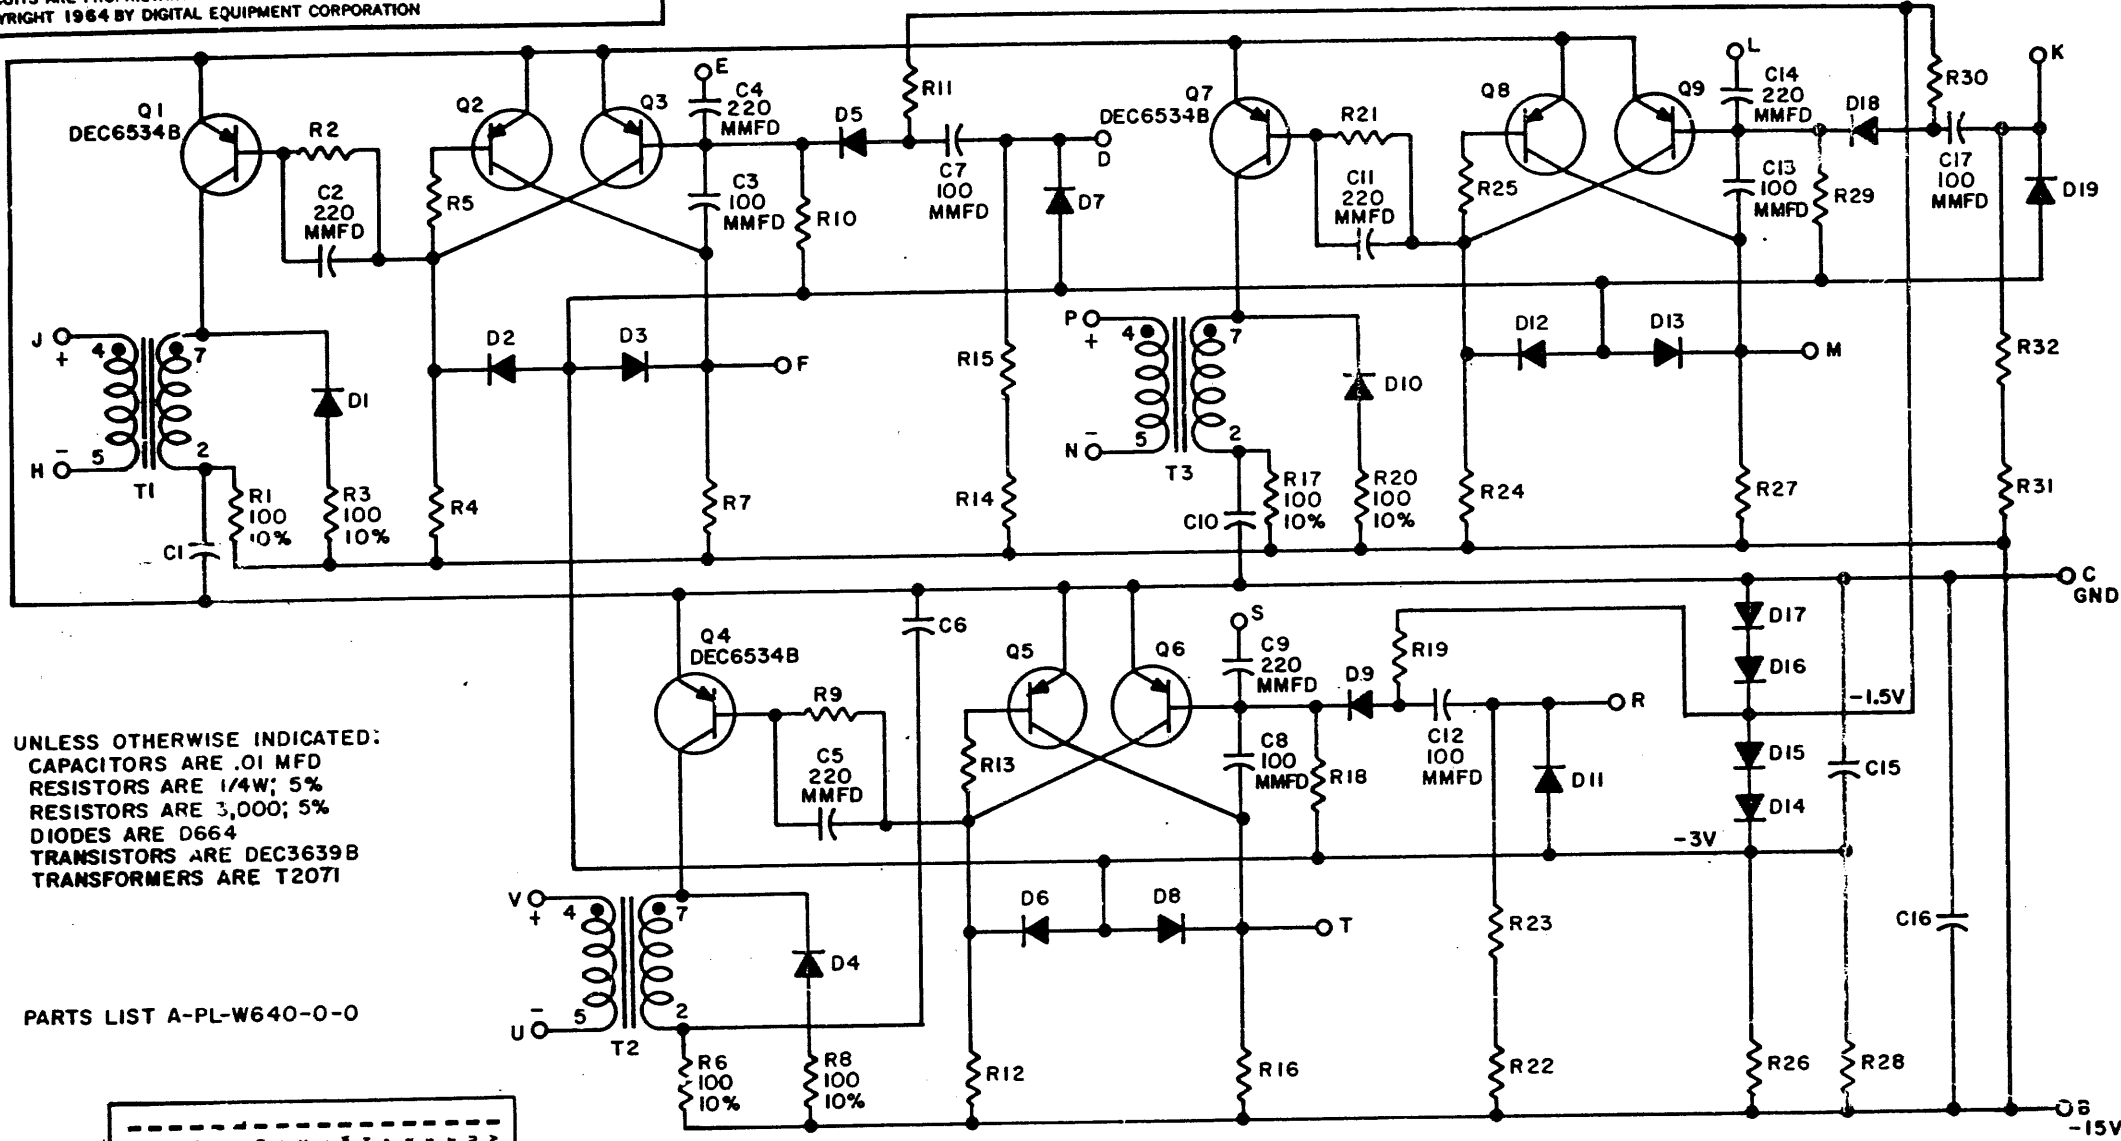 COPYRIGHT 1964 BY DIGITAL EQUIPMENT CORPORATION
Q1
DEC6534B
R2
C2
220
MMFD
Q2
R5
Q3
E
C4
220
MMFD
C3
100
MMFD
D5
R10
R11
C7
100
MMFD
D
D7
Q7
DEC6534B
R21
C11
220
MMFD
Q8
R25
Q9
L
C14
220
MMFD
C13
100
MMFD
D18
R29
R30
C17
100
MMFD
K
D19
J
+
4
7
H
−
5
2
T1
D1
C1
R1
100
10%
R3
100
10%
D2
D3
F
R4
R7
R15
R14
P
+
4
7
N
−
5
2
T3
D10
C10
R17
100
10%
R20
100
10%
D12
D13
M
R24
R27
R32
R31
C
GND
Q4
DEC6534B
R9
C5
220
MMFD
C6
Q5
R13
Q6
S
C9
220
MMFD
C8
100
MMFD
D9
R18
R19
C12
100
MMFD
R
D11
D17
D16
−1.5V
D15
D14
−3V
C15
UNLESS OTHERWISE INDICATED:
CAPACITORS ARE .01 MFD
RESISTORS ARE 1/4W; 5%
RESISTORS ARE 3,000; 5%
DIODES ARE D664
TRANSISTORS ARE DEC3639B
TRANSFORMERS ARE T2071
V
+
4
7
U
−
5
2
T2
D4
R6
100
10%
R8
100
10%
D6
D8
T
R12
R16
R23
R22
R26
R28
C16
B
−15V
PARTS LIST A-PL-W640-0-0